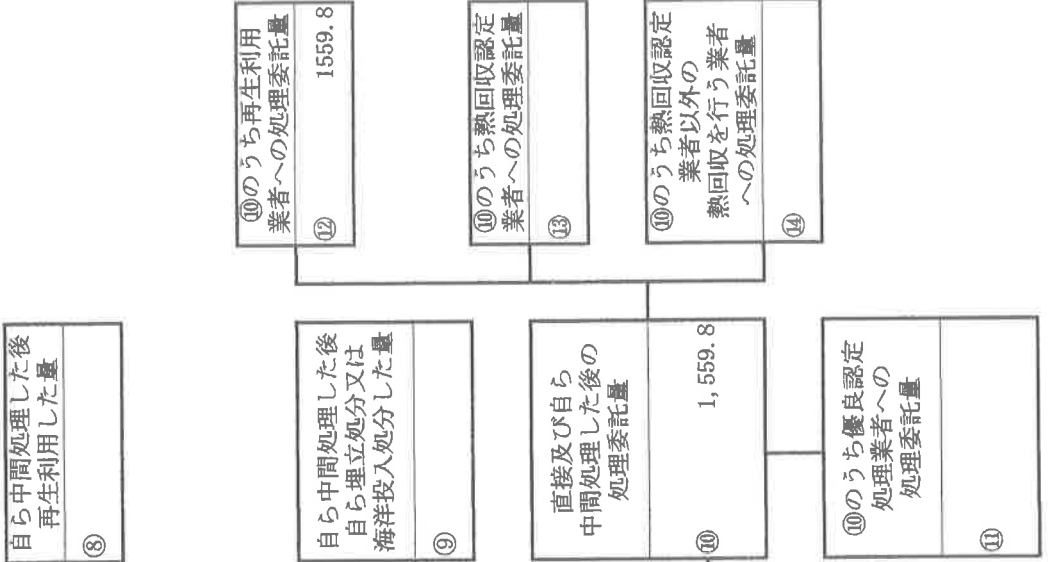 自ら中間処理した後
再生利用した量
⑧
自ら中間処理した後
自ら埋立処分又は
海洋投入処分した量
⑨
直接及び自ら
中間処理した後の
処理委託量
⑩ 1,559.8
⑩のうち優良認定
処理業者への
処理委託量
⑪
⑩のうち再生利用
業者への処理委託量
⑫ 1559.8
⑩のうち熱回収認定
業者への処理委託量
⑬
⑩のうち熱回収認定
業者以外の
熱回収を行う業者
への処理委託量
⑭